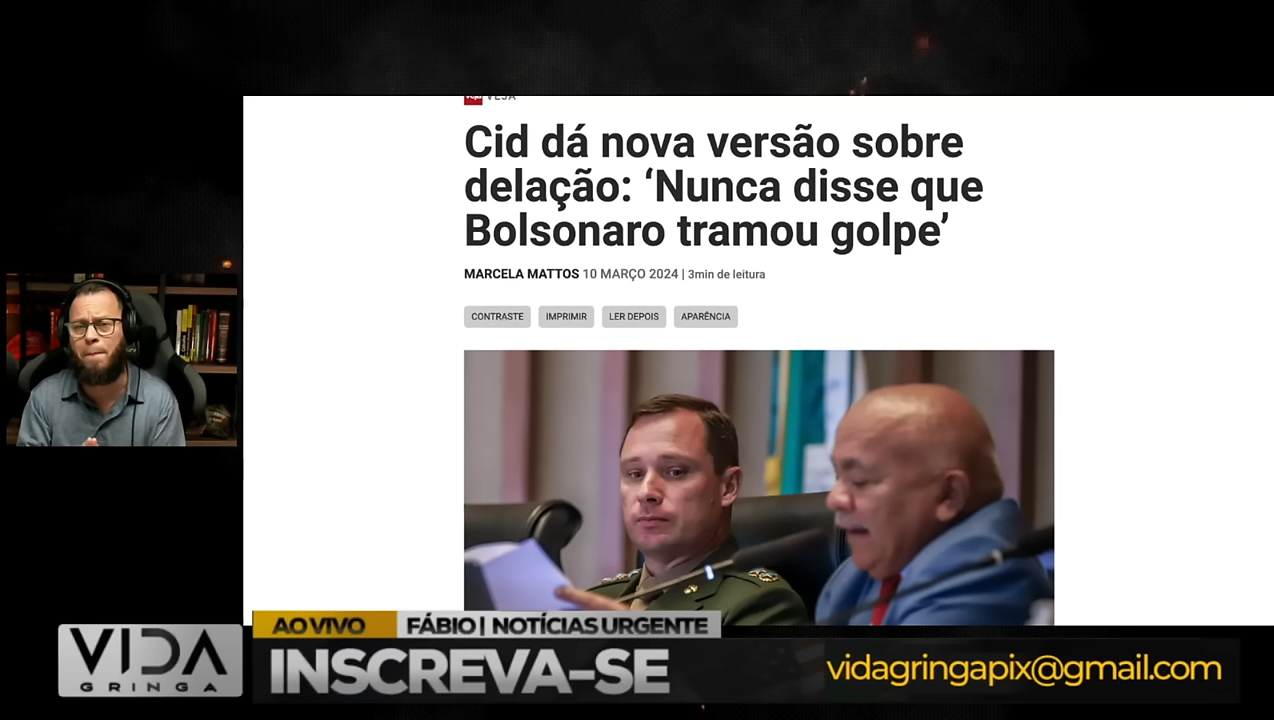 VEJA
Cid dá nova versão sobre
delação: ‘Nunca disse que
Bolsonaro tramou golpe’
MARCELA MATTOS 10 MARÇO 2024 | 3min de leitura
CONTRASTE IMPRIMIR LER DEPOIS APARÊNCIA
AO VIVO FÁBIO | NOTÍCIAS URGENTE
VIDA
GRINGA
INSCREVA-SE
vidagringapix@gmail.com